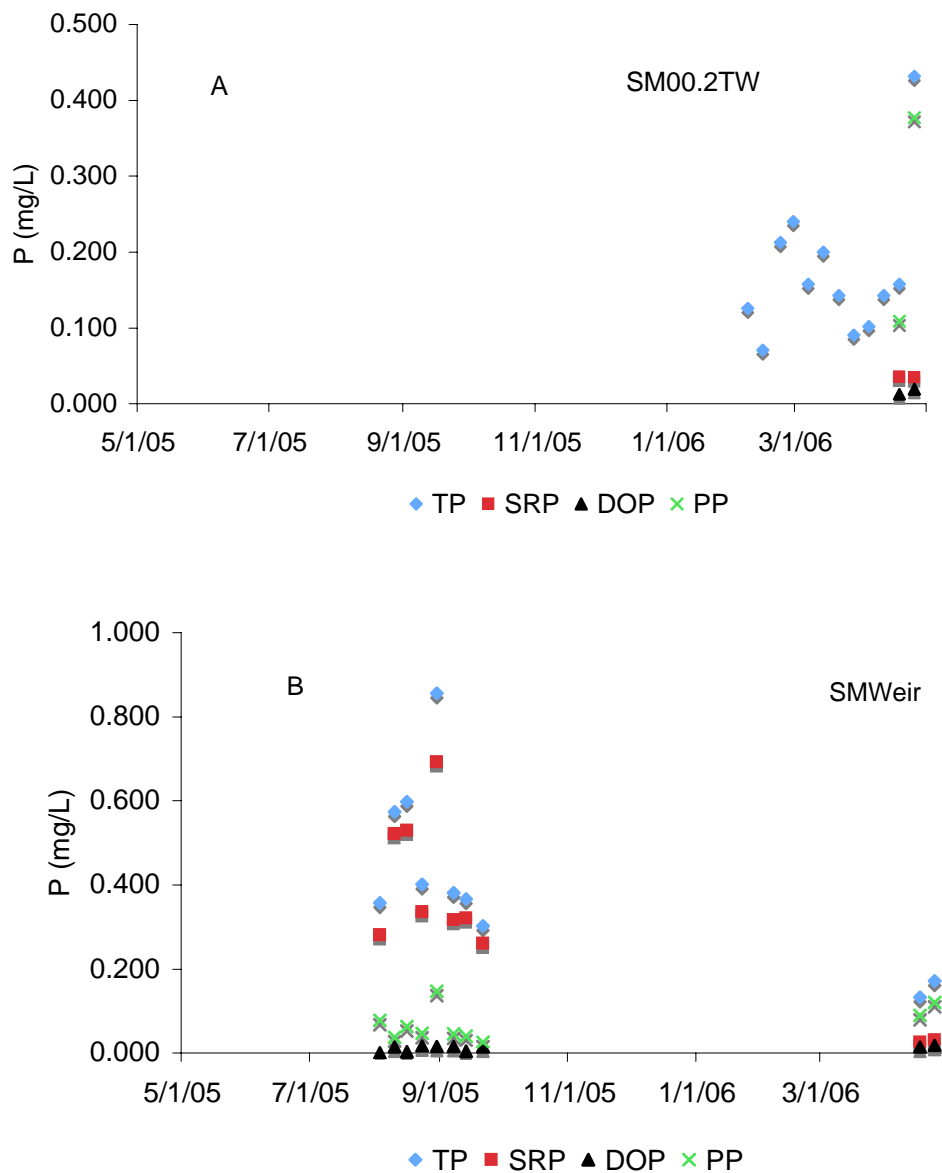 0.500
A
SM00.2TW
0.400
0.300
P (mg/L)
0.200
0.100
0.000
5/1/05 7/1/05 9/1/05 11/1/05 1/1/06 3/1/06
TP SRP DOP PP
1.000
B
SMWeir
0.800
0.600
P (mg/L)
0.400
0.200
0.000
5/1/05 7/1/05 9/1/05 11/1/05 1/1/06 3/1/06
TP SRP DOP PP